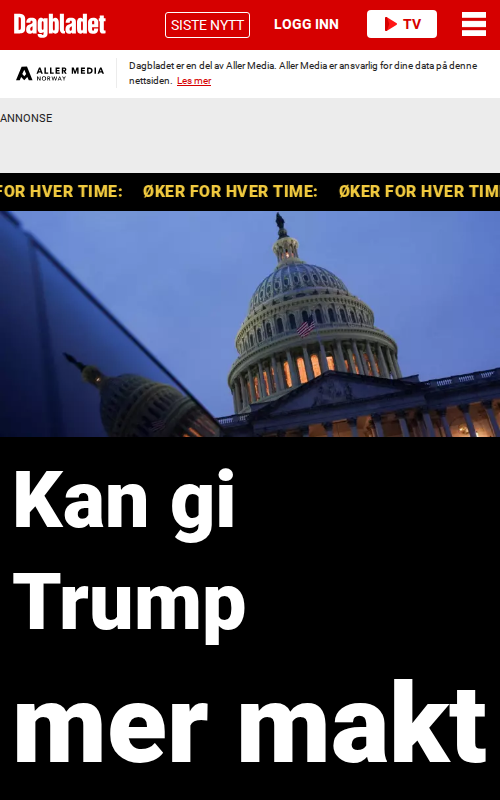 Dagbladet
SISTE NYTT
LOGG INN
TV
ALLER MEDIA
NORWAY
Dagbladet er en del av Aller Media. Aller Media er ansvarlig for dine data på denne
nettsiden. Les mer
ANNONSE
FOR HVER TIME: ØKER FOR HVER TIME: ØKER FOR HVER TIM
Kan gi
Trump
mer makt